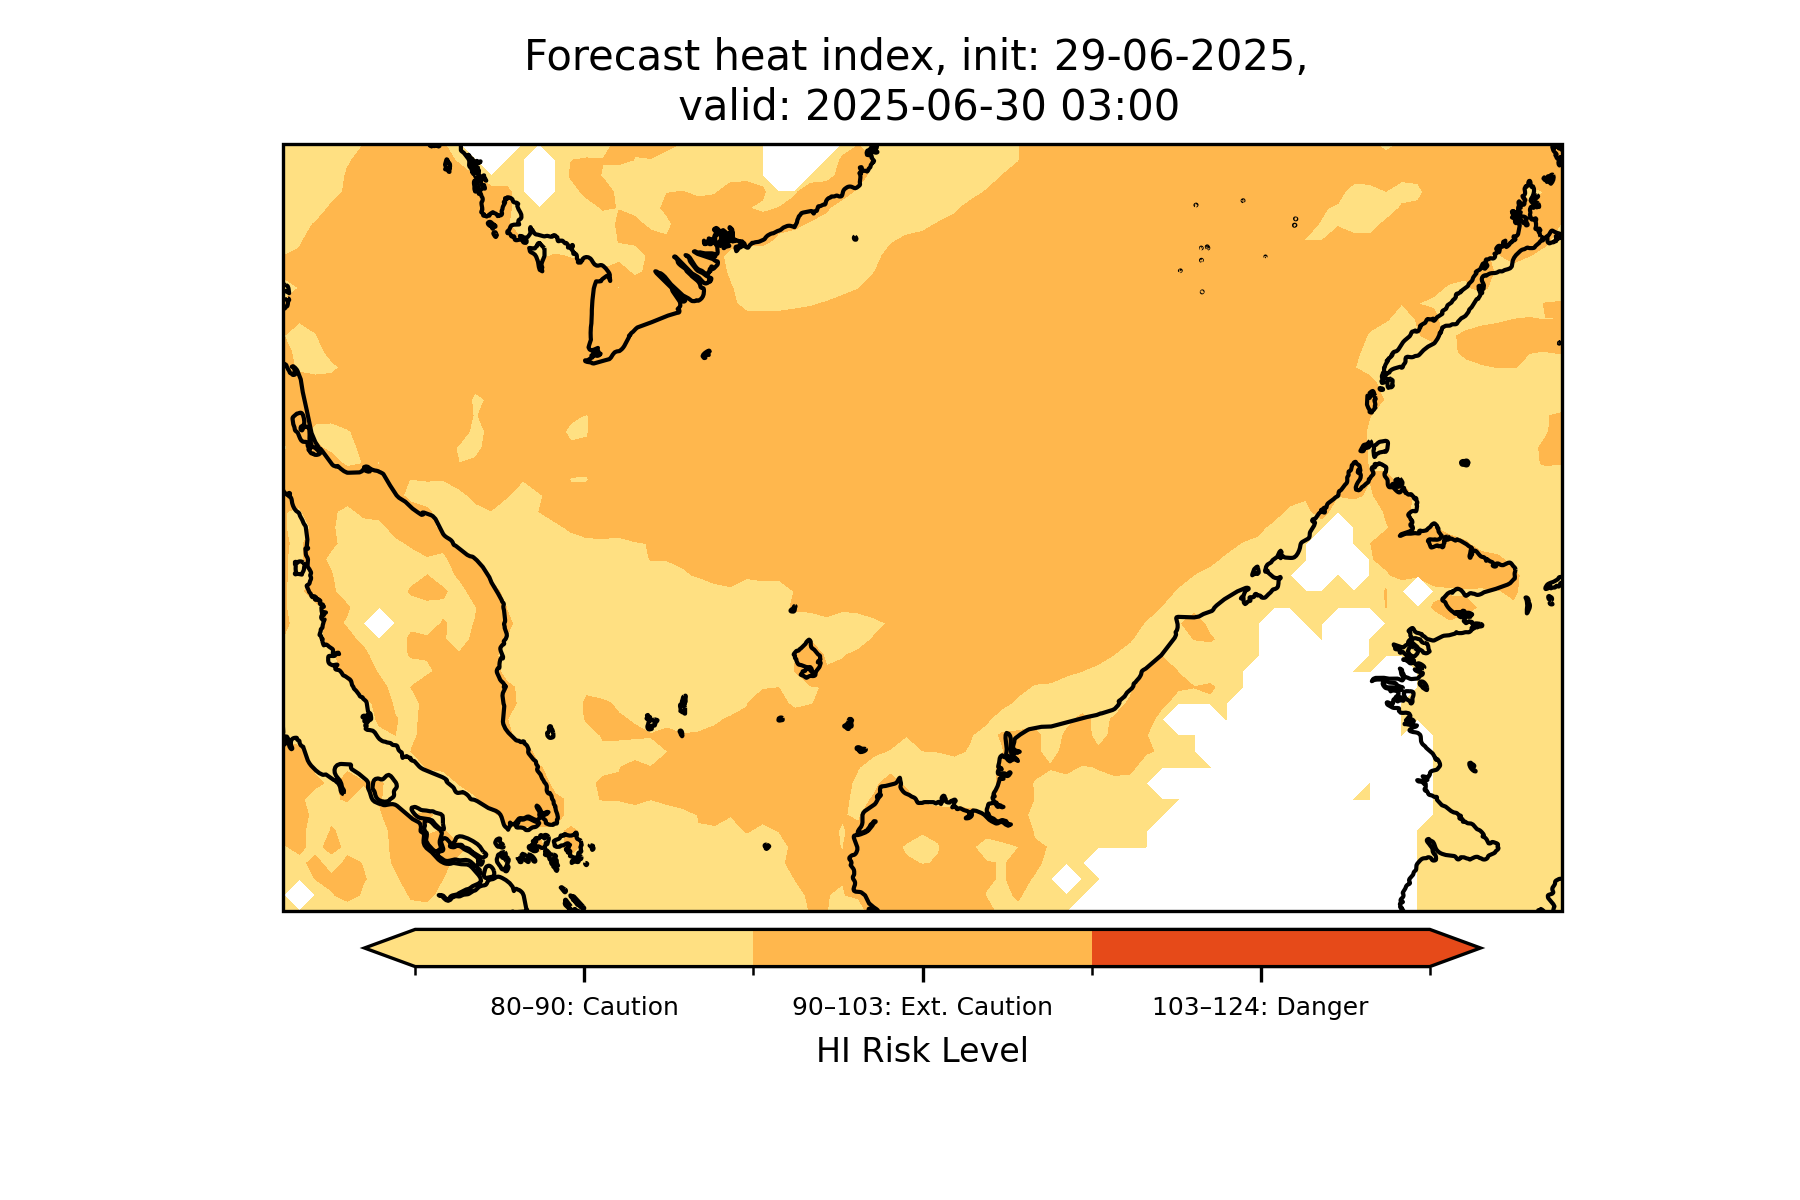 Forecast heat index, init: 29-06-2025,
valid: 2025-06-30 03:00
80–90: Caution
90–103: Ext. Caution
103–124: Danger
HI Risk Level